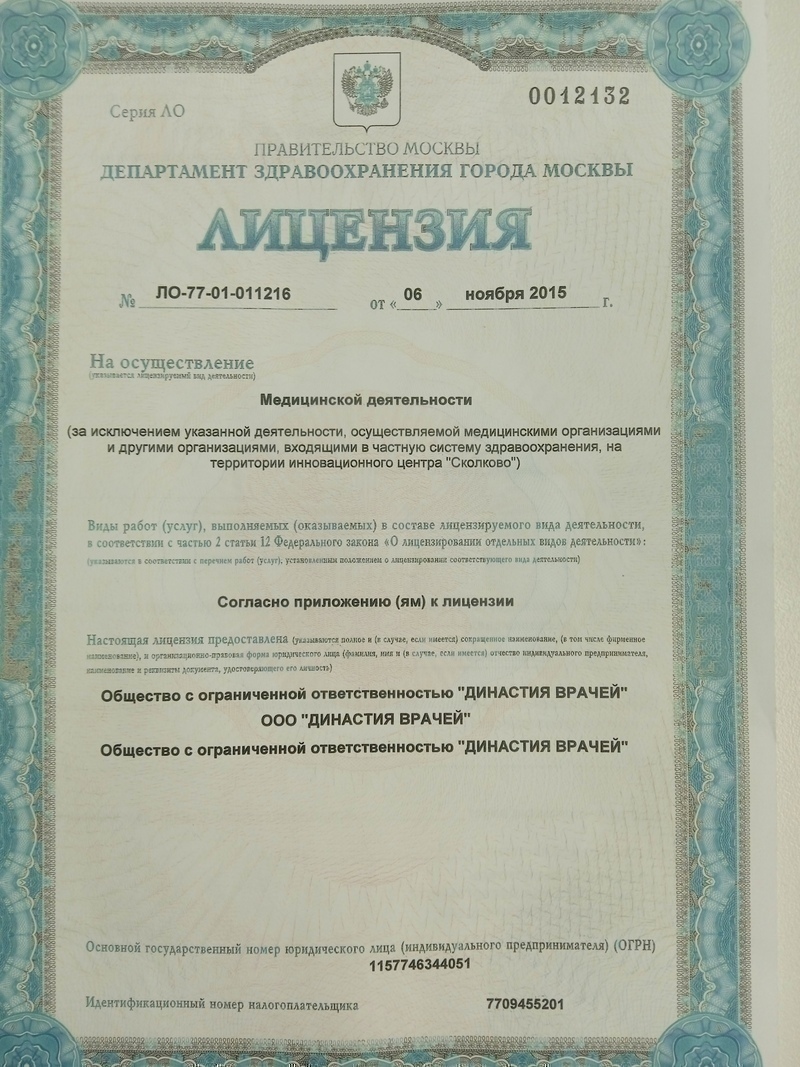 Серия ЛО
0012132
ПРАВИТЕЛЬСТВО МОСКВЫ
ДЕПАРТАМЕНТ ЗДРАВООХРАНЕНИЯ ГОРОДА МОСКВЫ
ЛИЦЕНЗИЯ
№ ЛО-77-01-011216 от «06» ноября 2015 г.
На осуществление
(указывается лицензируемый вид деятельности)
Медицинской деятельности
(за исключением указанной деятельности, осуществляемой медицинскими организациями
и другими организациями, входящими в частную систему здравоохранения, на
территории инновационного центра "Сколково")
Виды работ (услуг), выполняемых (оказываемых) в составе лицензируемого вида деятельности,
в соответствии с частью 2 статьи 12 Федерального закона «О лицензировании отдельных видов деятельности»:
(указываются в соответствии с перечнем работ (услуг), установленным положением о лицензировании соответствующего вида деятельности)
Согласно приложению (ям) к лицензии
Настоящая лицензия предоставлена (указываются полное и (в случае, если имеется) сокращенное наименование, (в том числе фирменное
наименование), и организационно-правовая форма юридического лица (фамилия, имя и (в случае, если имеется) отчество индивидуального предпринимателя,
наименование и реквизиты документа, удостоверяющего его личность)
Общество с ограниченной ответственностью "ДИНАСТИЯ ВРАЧЕЙ"
ООО "ДИНАСТИЯ ВРАЧЕЙ"
Общество с ограниченной ответственностью "ДИНАСТИЯ ВРАЧЕЙ"
Основной государственный номер юридического лица (индивидуального предпринимателя) (ОГРН)
1157746344051
Идентификационный номер налогоплательщика 7709455201